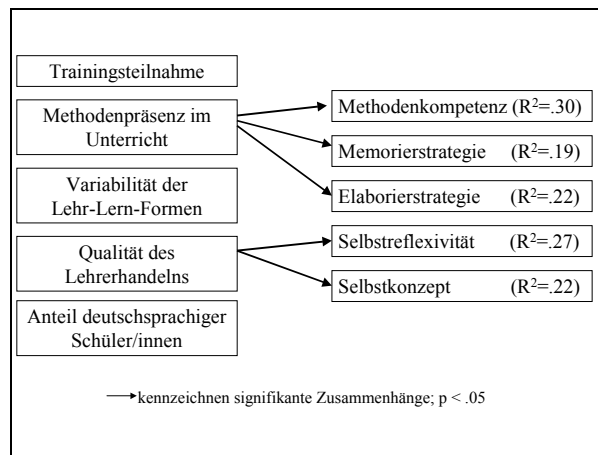 Trainingsteilnahme
Methodenpräsenz im
Unterricht
Variabilität der
Lehr-Lern-Formen
Qualität des
Lehrerhandelns
Anteil deutschsprachiger
Schüler/innen
Methodenkompetenz (R²=.30)
Memorierstrategie (R²=.19)
Elaborierstrategie (R²=.22)
Selbstreflexivität (R²=.27)
Selbstkonzept (R²=.22)
kennzeichnen signifikante Zusammenhänge; p < .05